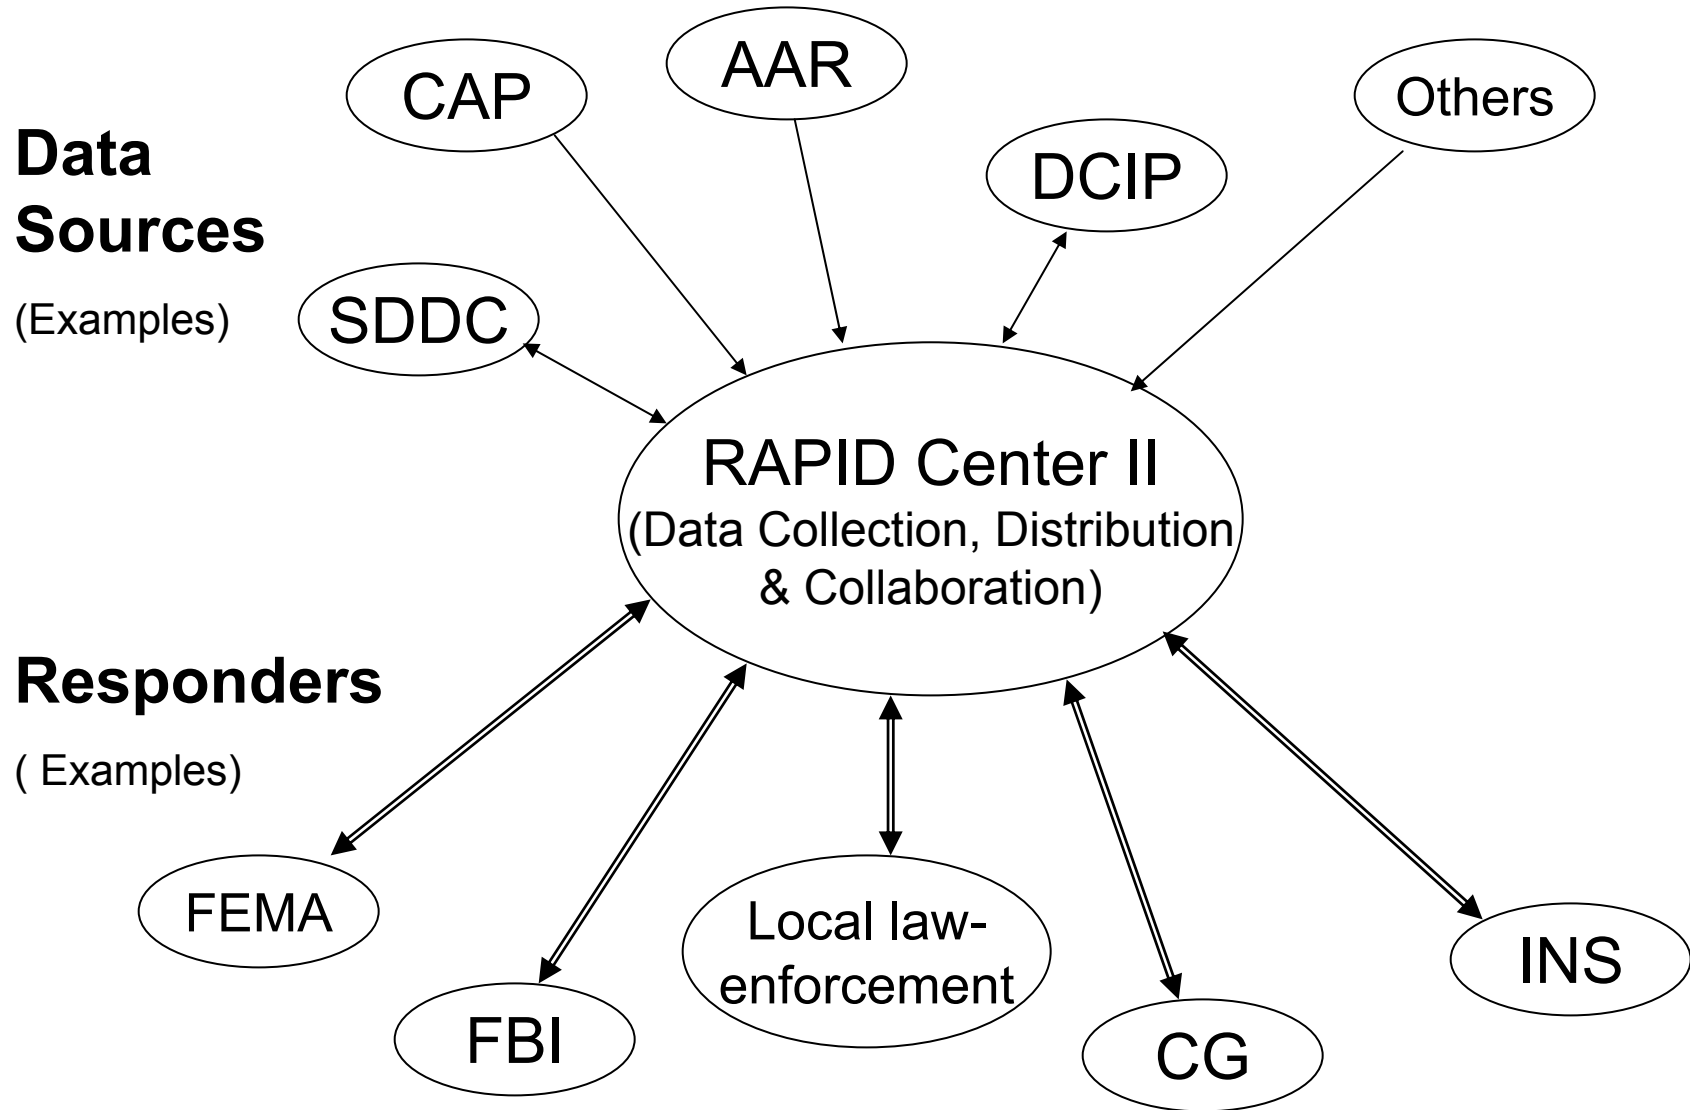 CAP
AAR
Others
Data
Sources
DCIP
(Examples)
SDDC
RAPID Center II
(Data Collection, Distribution
& Collaboration)
Responders
( Examples)
FEMA
Local law-
enforcement
INS
FBI
CG